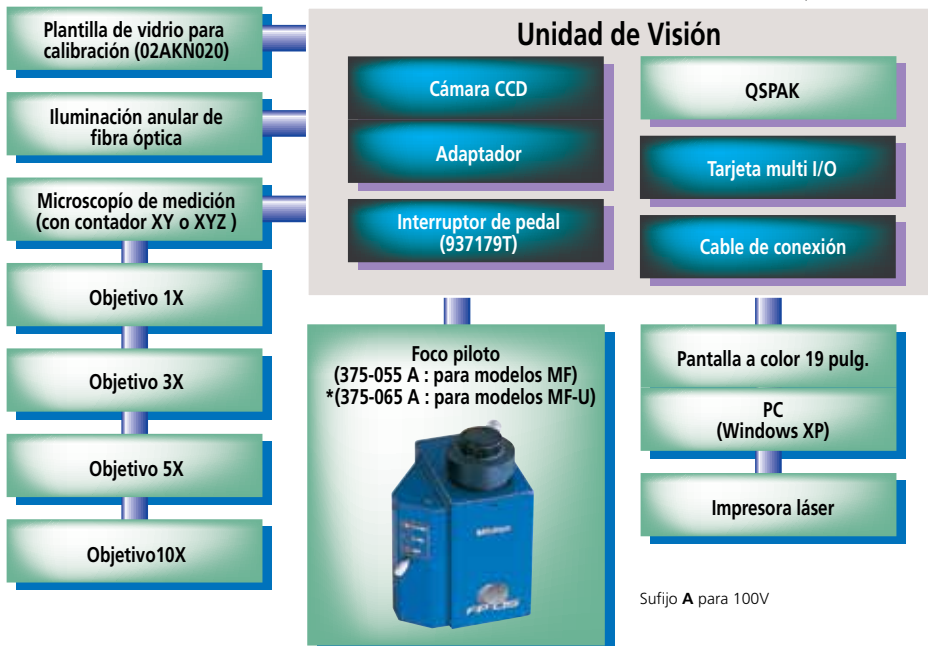 Plantilla de vidrio para
calibración (02AKN020)
Iluminación anular de
fibra óptica
Microscopío de medición
(con contador XY o XYZ )
Objetivo 1X
Objetivo 3X
Objetivo 5X
Objetivo10X
Unidad de Visión
Cámara CCD
Adaptador
Interruptor de pedal
(937179T)
QSPAK
Tarjeta multi I/O
Cable de conexión
Foco piloto
(375-055 A : para modelos MF)
*(375-065 A : para modelos MF-U)
Mitutoyo
Pantalla a color 19 pulg.
PC
(Windows XP)
Impresora láser
Sufijo A para 100V